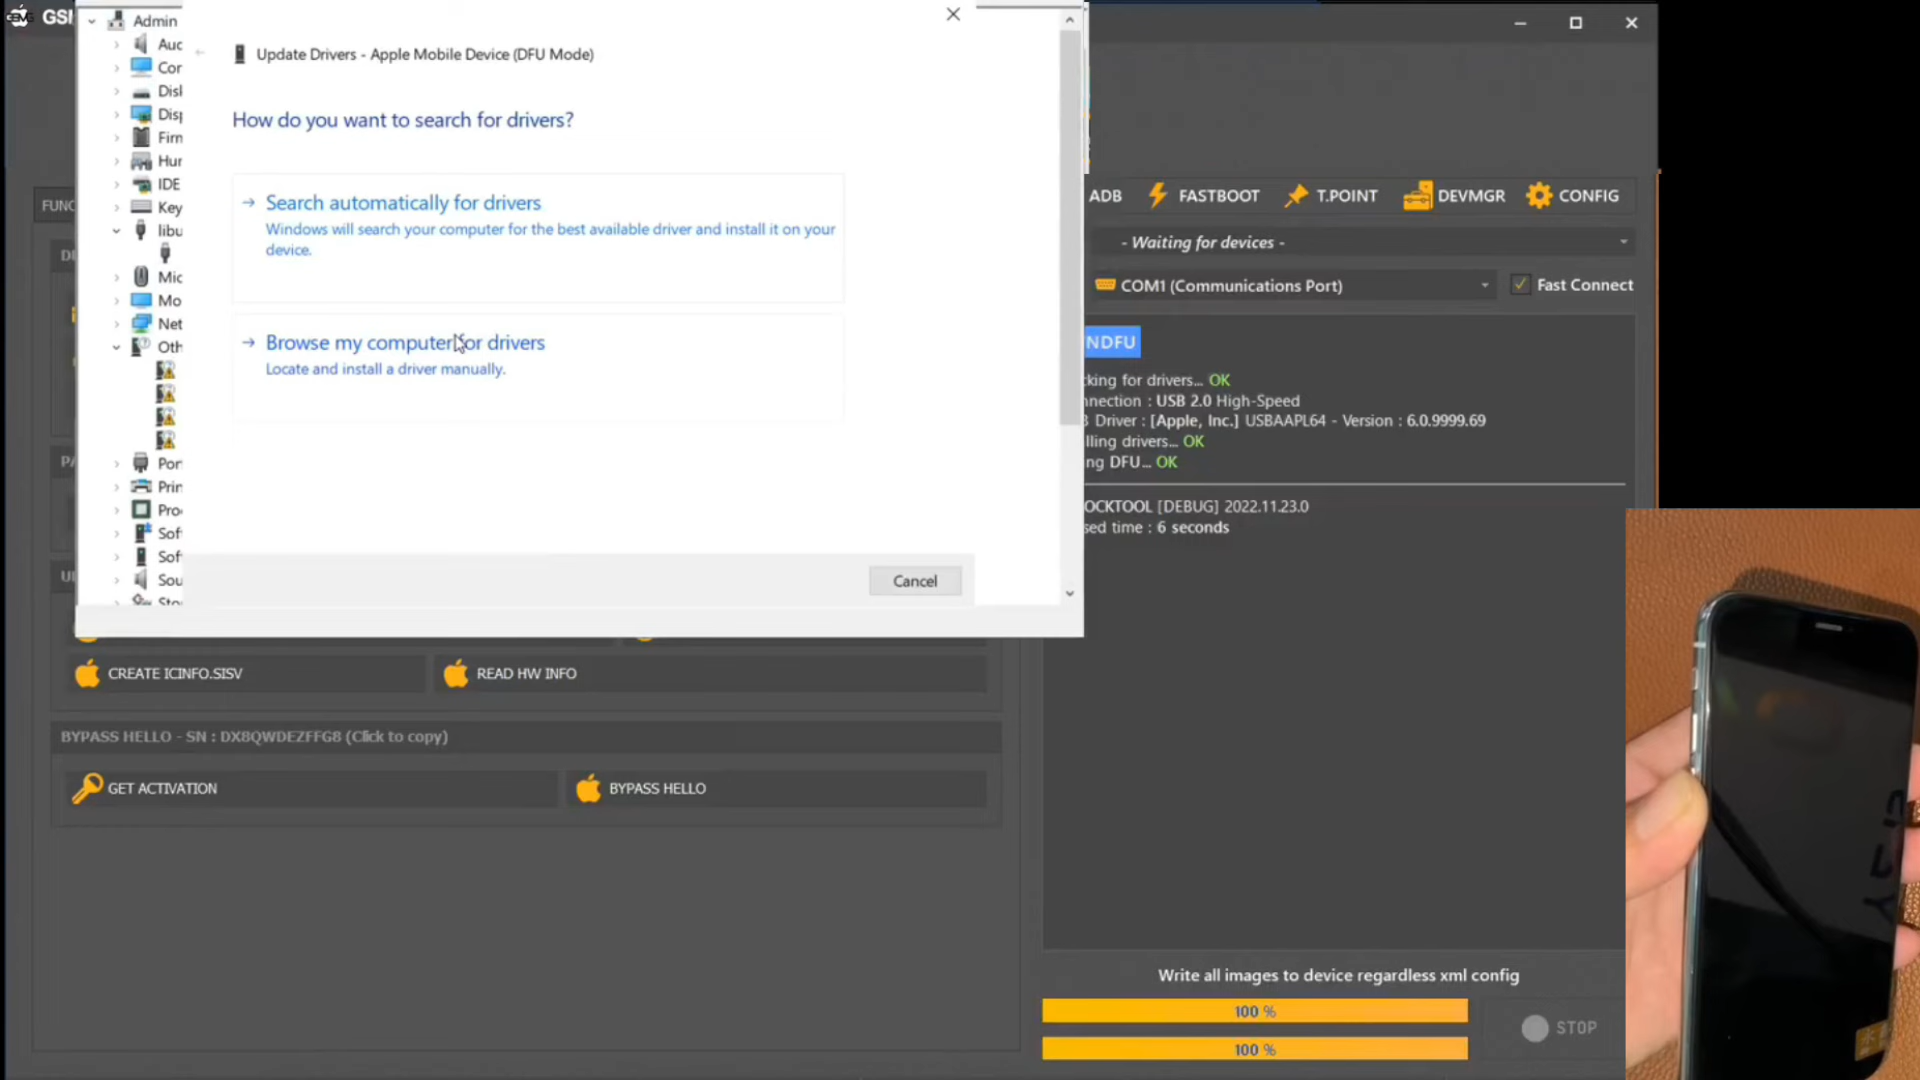 GSM
Admin
Update Drivers - Apple Mobile Device (DFU Mode)
How do you want to search for drivers?
Search automatically for drivers
Windows will search your computer for the best available driver and install it on your
device.
Browse my computer for drivers
Locate and install a driver manually.
Cancel
Auc
Cor
Disk
Disp
Firn
Hur
IDE
Key
libu
Mic
Mo
Net
Oth
Por
Prin
Pro
Sof
Sof
Sou
Sto
FUNC
ADB
FASTBOOT
T.POINT
DEVMGR
CONFIG
- Waiting for devices -
COM1 (Communications Port)
Fast Connect
NDFU
king for drivers... OK
nnection : USB 2.0 High-Speed
B Driver : [Apple, Inc.] USBAAPL64 - Version : 6.0.9999.69
lling drivers... OK
ng DFU... OK
OCKTOOL [DEBUG] 2022.11.23.0
sed time : 6 seconds
CREATE ICINFO.SISV
READ HW INFO
BYPASS HELLO - SN : DX8QWDEZFFG8 (Click to copy)
GET ACTIVATION
BYPASS HELLO
Write all images to device regardless xml config
100 %
100 %
STOP